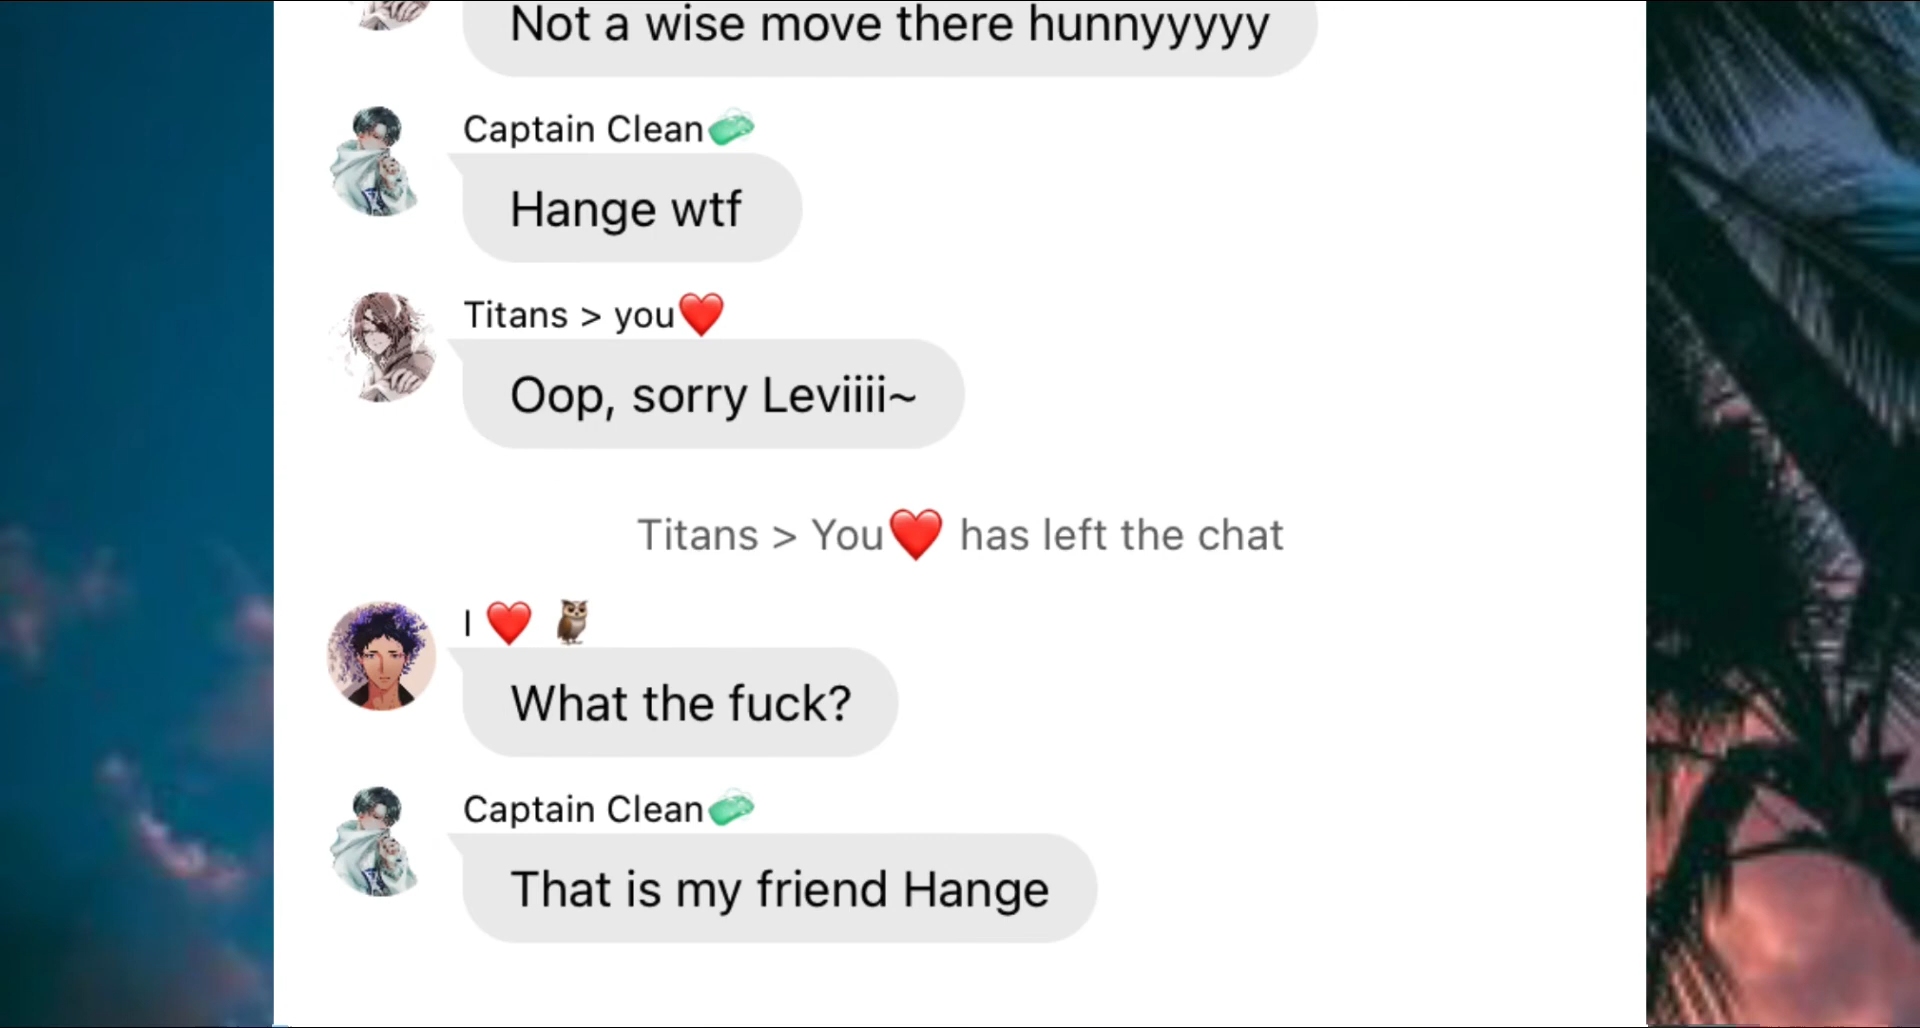 Not a wise move there hunnyyyyy
Captain Clean🧼
Hange wtf
Titans > you❤️
Oop, sorry Leviiii~
Titans > You❤️ has left the chat
I ❤️ 🦉
What the fuck?
Captain Clean🧼
That is my friend Hange